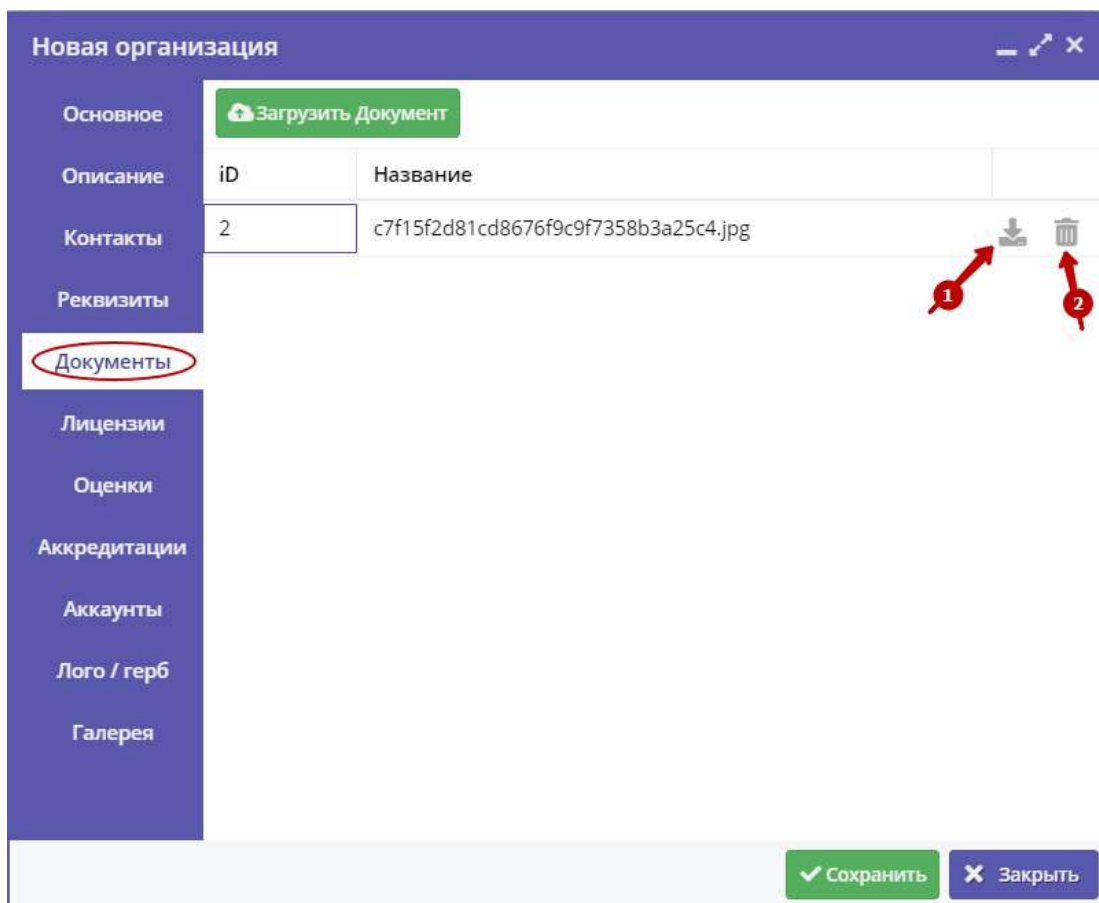 Новая организация
Основное
Загрузить Документ
Описание
iD Название
Контакты
2 c7f15f2d81cd8676f9c9f7358b3a25c4.jpg
1
2
Реквизиты
Документы
Лицензии
Оценки
Аккредитации
Аккаунты
Лого / герб
Галерея
Сохранить
Закрыть